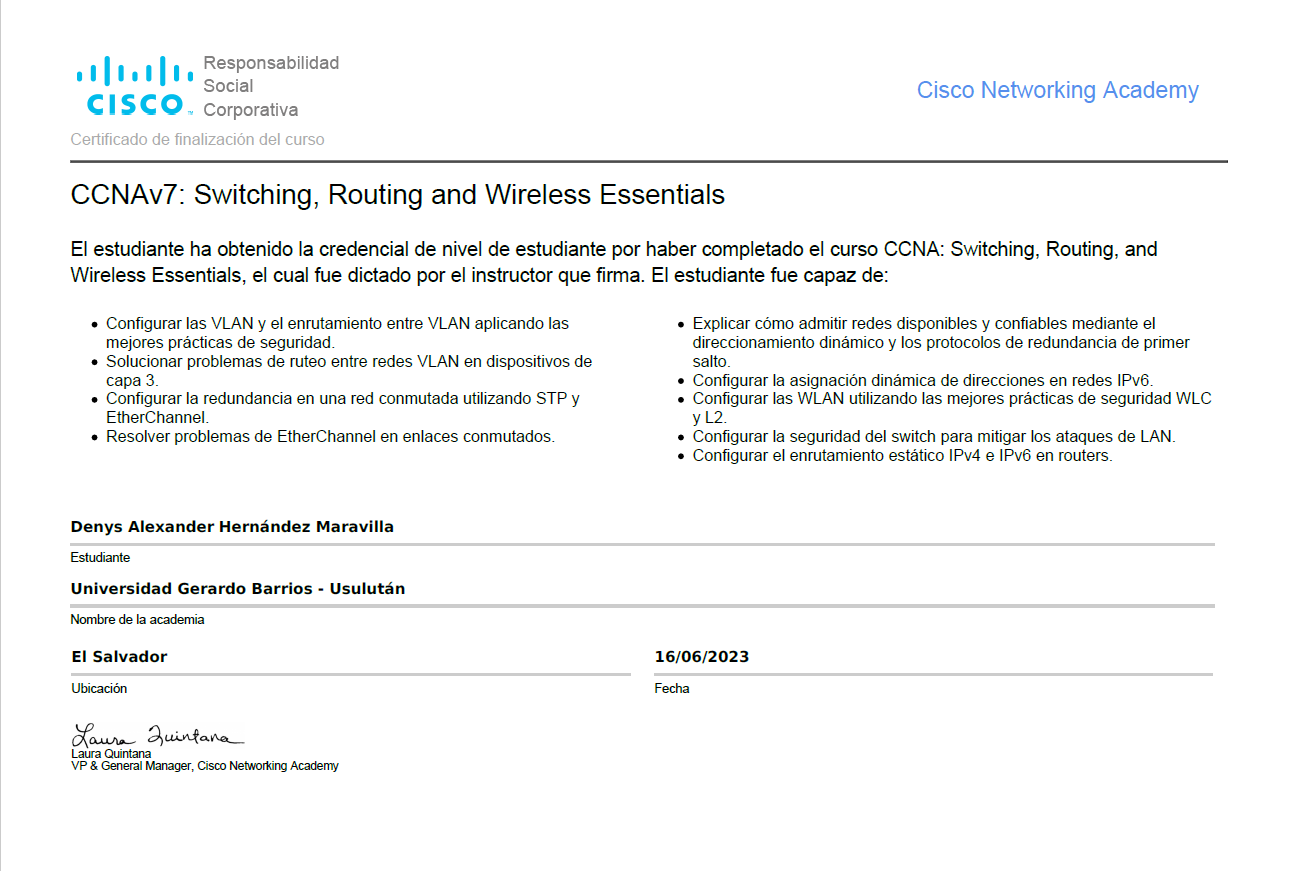 Responsabilidad
Social
Corporativa
CISCO™
Cisco Networking Academy
Certificado de finalización del curso
CCNAv7: Switching, Routing and Wireless Essentials
El estudiante ha obtenido la credencial de nivel de estudiante por haber completado el curso CCNA: Switching, Routing, and
Wireless Essentials, el cual fue dictado por el instructor que firma. El estudiante fue capaz de:
• Configurar las VLAN y el enrutamiento entre VLAN aplicando las
mejores prácticas de seguridad.
• Solucionar problemas de ruteo entre redes VLAN en dispositivos de
capa 3.
• Configurar la redundancia en una red conmutada utilizando STP y
EtherChannel.
• Resolver problemas de EtherChannel en enlaces conmutados.
• Explicar cómo admitir redes disponibles y confiables mediante el
direccionamiento dinámico y los protocolos de redundancia de primer
salto.
• Configurar la asignación dinámica de direcciones en redes IPv6.
• Configurar las WLAN utilizando las mejores prácticas de seguridad WLC
y L2.
• Configurar la seguridad del switch para mitigar los ataques de LAN.
• Configurar el enrutamiento estático IPv4 e IPv6 en routers.
Denys Alexander Hernández Maravilla
Estudiante
Universidad Gerardo Barrios - Usulután
Nombre de la academia
El Salvador
Ubicación
16/06/2023
Fecha
Laura Quintana
Laura Quintana
VP & General Manager, Cisco Networking Academy